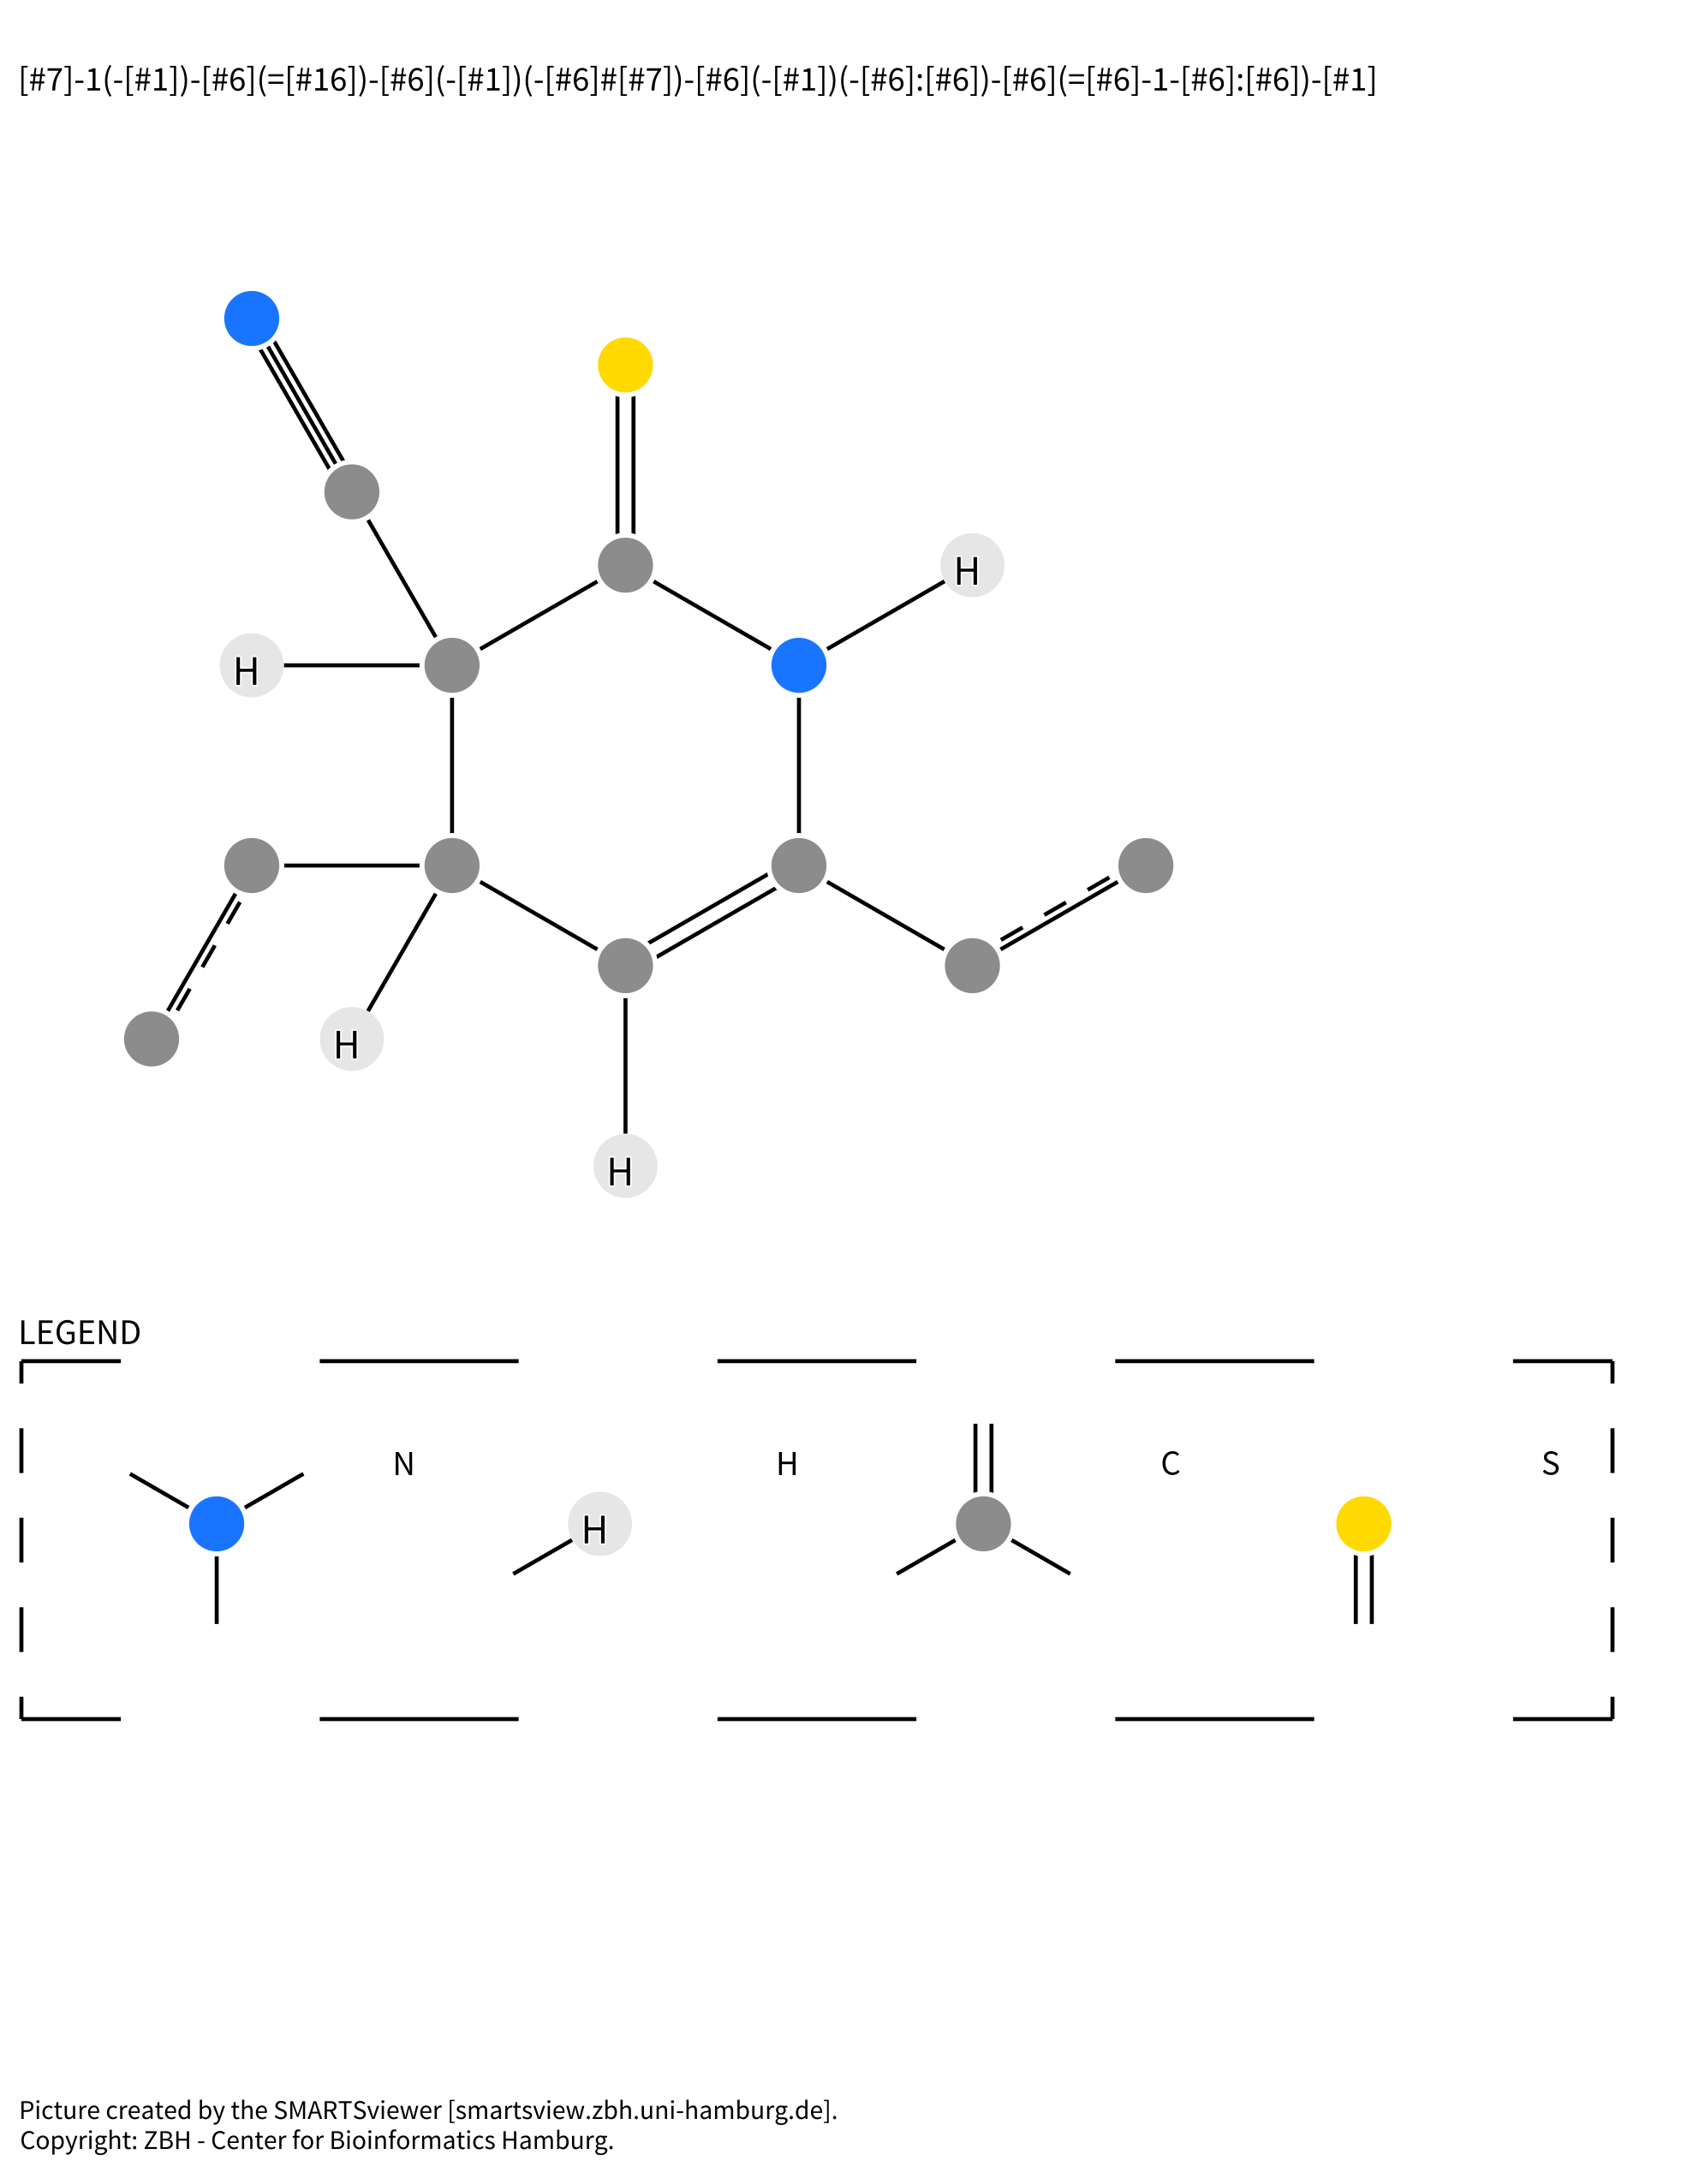 [#7]-1(-[#1])-[#6](=[#16])-[#6](-[#1])(-[#6]#[#7])-[#6](-[#1])(-[#6]:[#6])-[#6](=[#6]-1-[#6]:[#6])-[#1]
H
H
H
H
LEGEND
N H C S
H
Picture created by the SMARTSviewer [smartsview.zbh.uni-hamburg.de].
Copyright: ZBH - Center for Bioinformatics Hamburg.